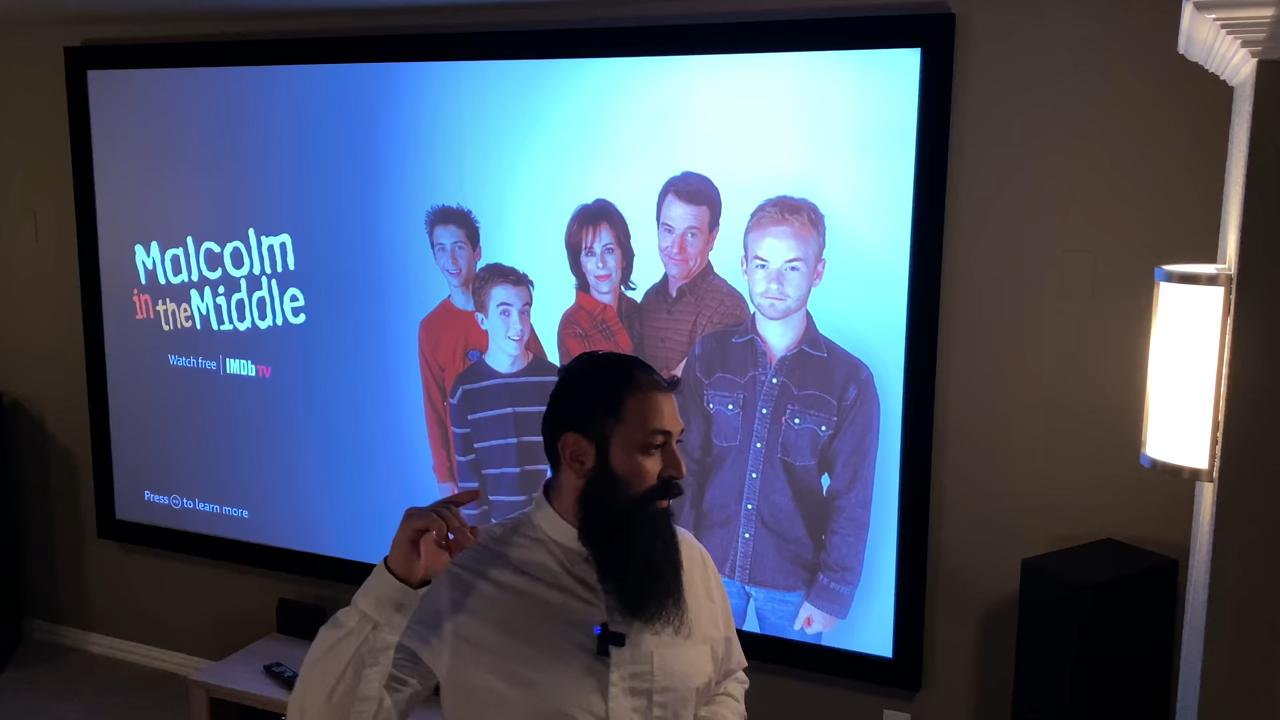 Malcolm
in the Middle
Watch free | IMDb TV
Press to learn more